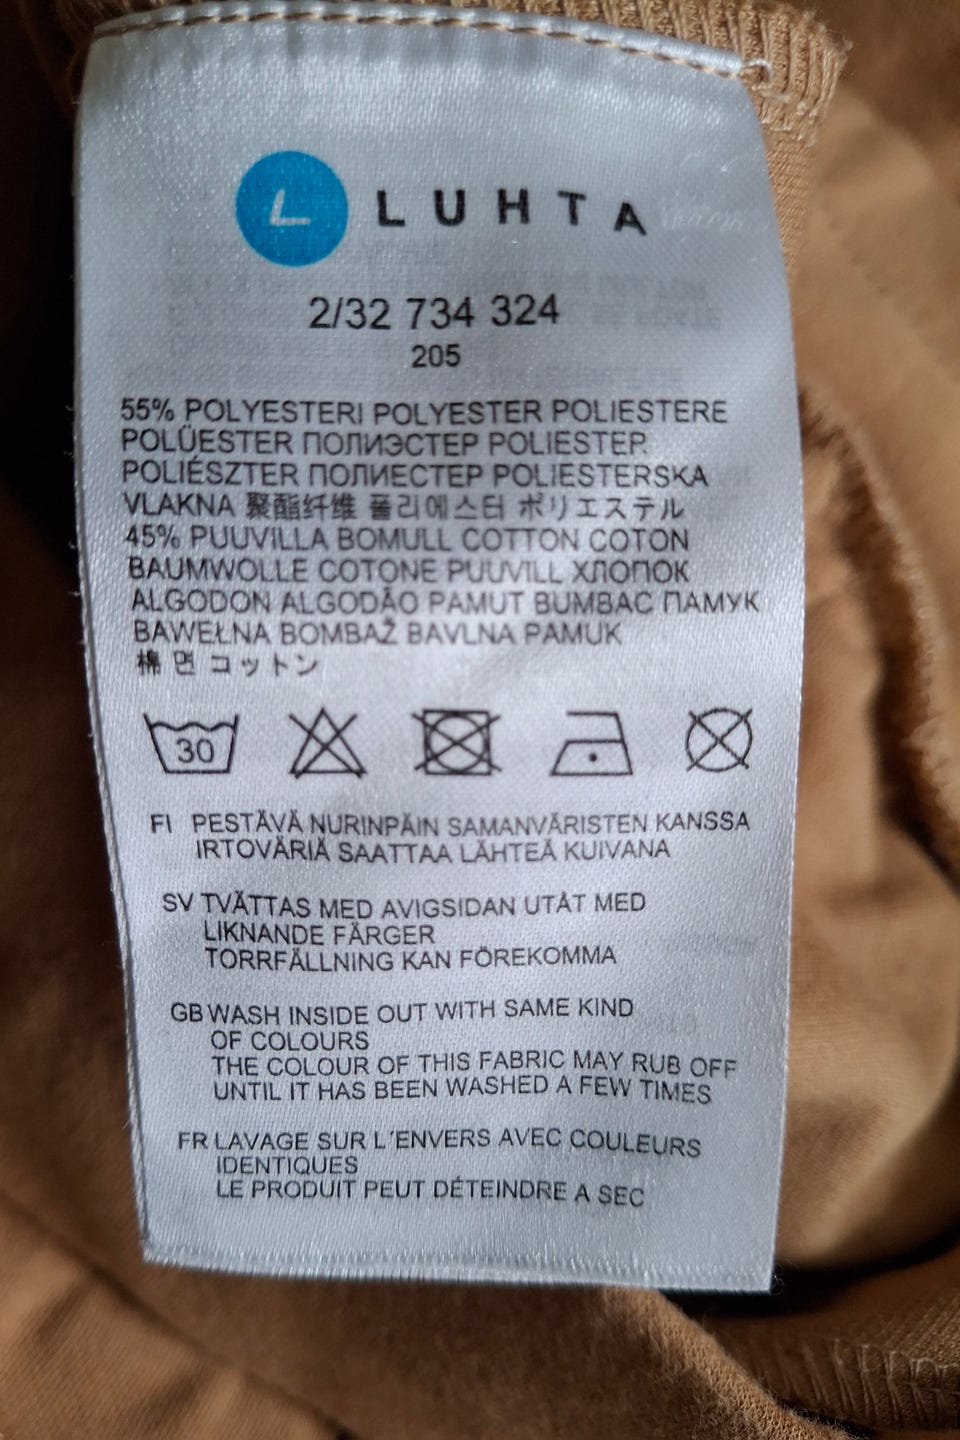 L LUHTA
2/32 734 324
205
55% POLYESTERI POLYESTER POLIESTERE
POLÜESTER ПОЛИЭСТЕР POLIESTER
POLIÉSZTER ПОЛИЕСТЕР POLIESTERSKA
VLAKNA 聚酯纤维 폴리에스터 ポリエステル
45% PUUVILLA BOMULL COTTON COTON
BAUMWOLLE COTONE PUUVILL ХЛОПОК
ALGODON ALGODÃO PAMUT BUMBAC ПАМУК
BAWEŁNA BOMBAŽ BAVLNA PAMUK
棉 면 コットン
30
FI PESTÄVÄ NURINPÄIN SAMANVÄRISTEN KANSSA
IRTOVÄRIÄ SAATTAA LÄHTEÄ KUIVANA
SV TVÄTTAS MED AVIGSIDAN UTÅT MED
LIKNANDE FÄRGER
TORRFÄLLNING KAN FÖREKOMMA
GB WASH INSIDE OUT WITH SAME KIND
OF COLOURS
THE COLOUR OF THIS FABRIC MAY RUB OFF
UNTIL IT HAS BEEN WASHED A FEW TIMES
FR LAVAGE SUR L´ENVERS AVEC COULEURS
IDENTIQUES
LE PRODUIT PEUT DÉTEINDRE A SEC